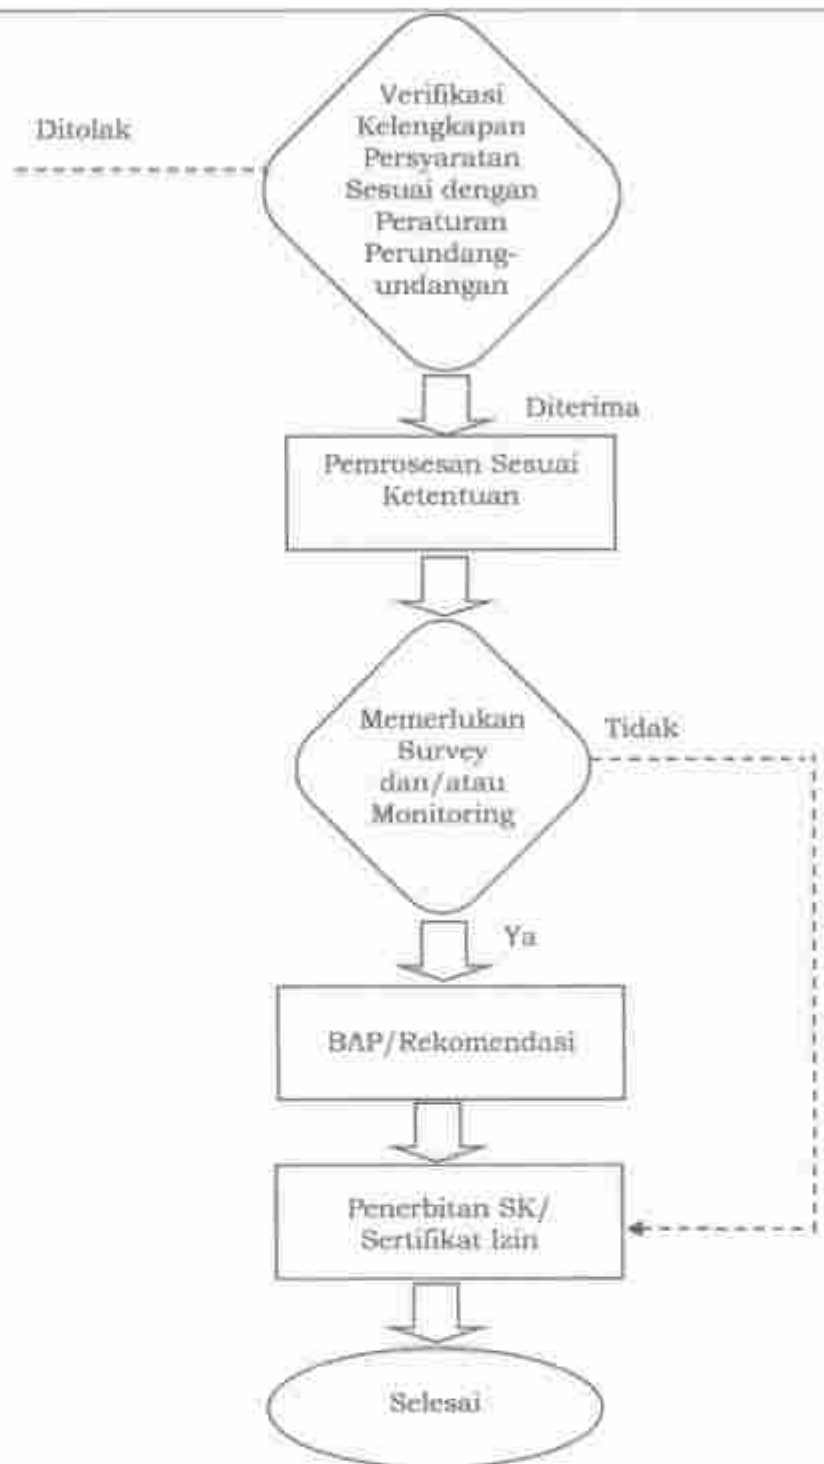 Ditolak
Verifikasi
Kelengkapan
Persyaratan
Sesuai dengan
Peraturan
Perundang-
undangan
Diterima
Pemrosesan Sesuai
Ketentuan
Memerlukan
Survey
dan/atau
Monitoring
Tidak
Ya
BAP/Rekomendasi
Penerbitan SK/
Sertifikat Izin
Selesai